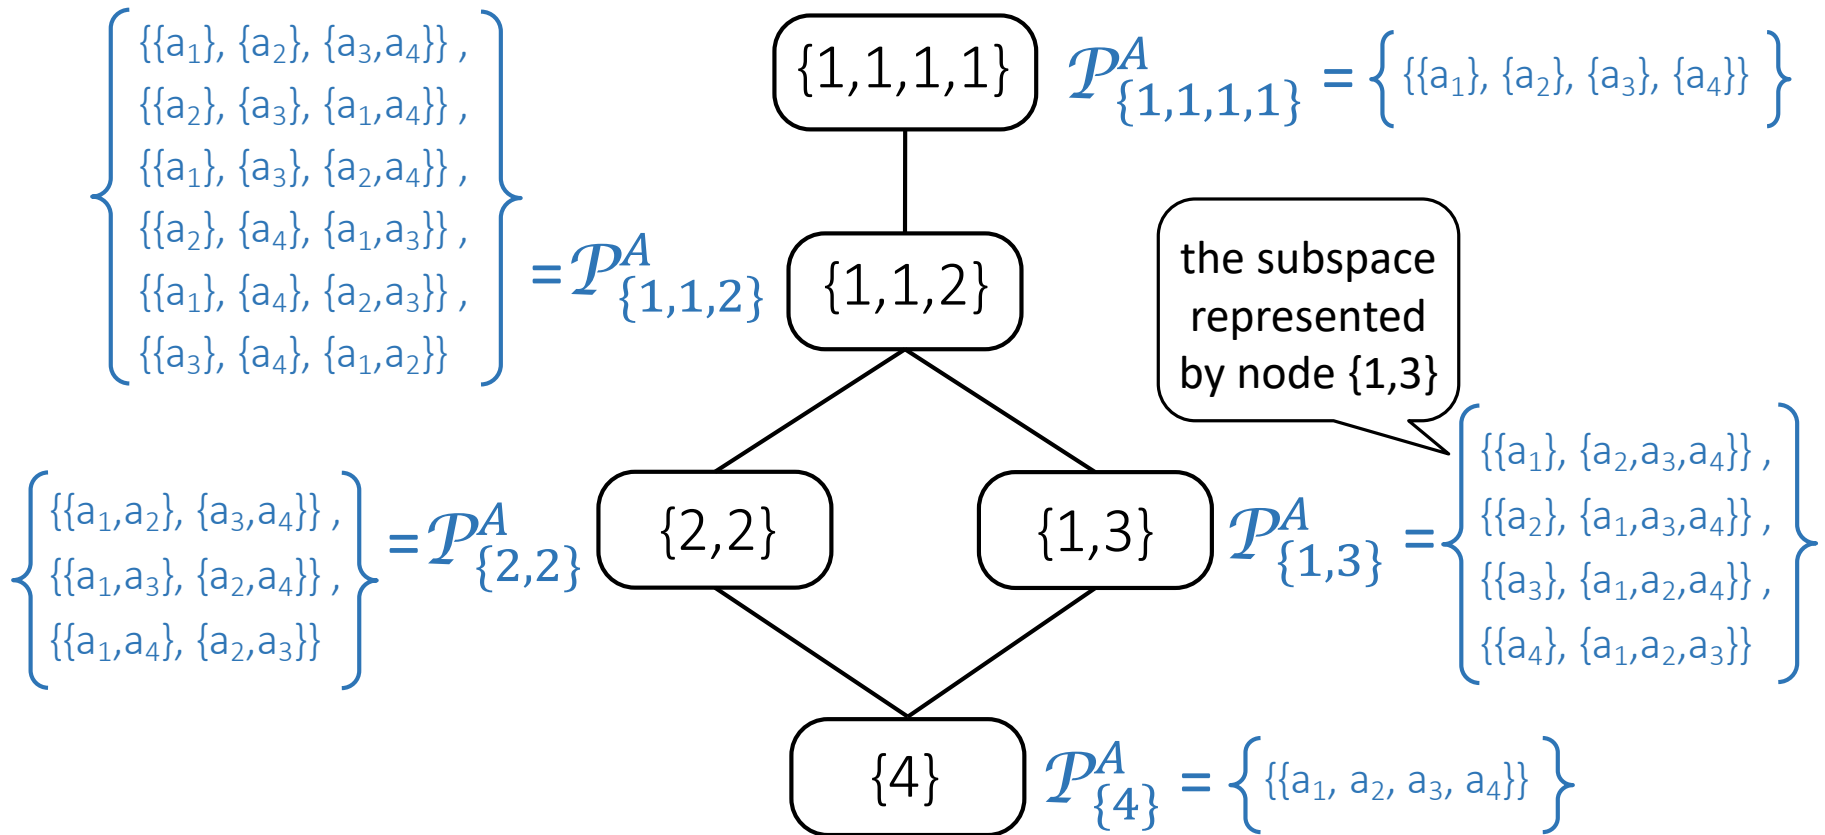 {{a₁}, {a₂}, {a₃,a₄}} ,
{{a₂}, {a₃}, {a₁,a₄}} ,
{{a₁}, {a₃}, {a₂,a₄}} ,
{{a₂}, {a₄}, {a₁,a₃}} ,
{{a₁}, {a₄}, {a₂,a₃}} ,
{{a₃}, {a₄}, {a₁,a₂}}
= 𝒫^A_{1,1,2}
{1,1,1,1}
𝒫^A_{1,1,1,1} = { {{a₁}, {a₂}, {a₃}, {a₄}} }
{1,1,2}
the subspace
represented
by node {1,3}
{{a₁,a₂}, {a₃,a₄}} ,
{{a₁,a₃}, {a₂,a₄}} ,
{{a₁,a₄}, {a₂,a₃}}
= 𝒫^A_{2,2}
{2,2}
{1,3}
𝒫^A_{1,3} =
{{a₁}, {a₂,a₃,a₄}} ,
{{a₂}, {a₁,a₃,a₄}} ,
{{a₃}, {a₁,a₂,a₄}} ,
{{a₄}, {a₁,a₂,a₃}}
{4}
𝒫^A_{4} = { {{a₁, a₂, a₃, a₄}} }